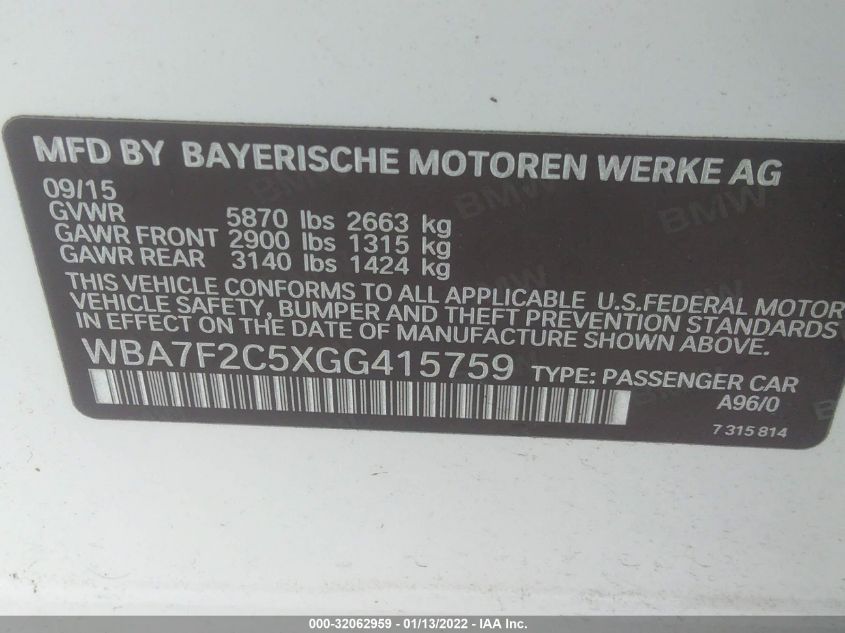 MFD BY BAYERISCHE MOTOREN WERKE AG
09/15
GVWR 5870 lbs 2663 kg
GAWR FRONT 2900 lbs 1315 kg
GAWR REAR 3140 lbs 1424 kg
THIS VEHICLE CONFORMS TO ALL APPLICABLE U.S.FEDERAL MOTOR
VEHICLE SAFETY, BUMPER AND THEFT PREVENTION STANDARDS
IN EFFECT ON THE DATE OF MANUFACTURE SHOWN ABOVE.
WBA7F2C5XGG415759 TYPE: PASSENGER CAR
A96/0
7 315 814
000-32062959 - 01/13/2022 - IAA Inc.